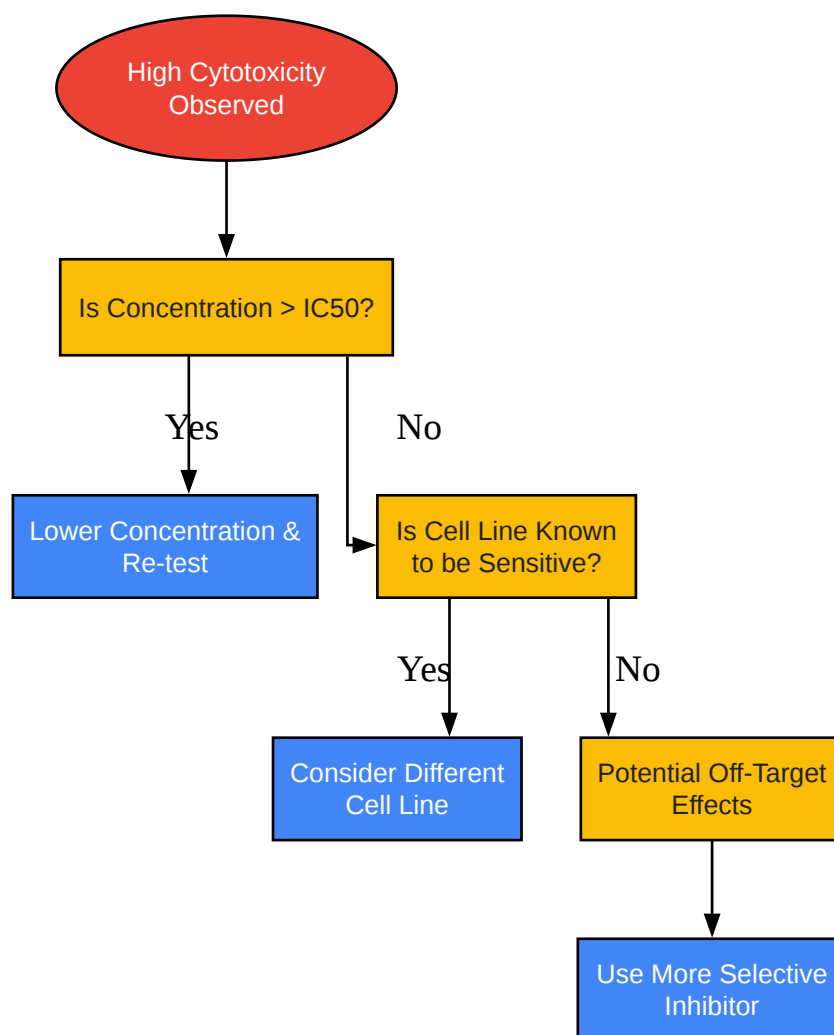 High Cytotoxicity
Observed
Is Concentration > IC50?
Yes
No
Lower Concentration &
Re-test
Is Cell Line Known
to be Sensitive?
Yes
No
Consider Different
Cell Line
Potential Off-Target
Effects
Use More Selective
Inhibitor